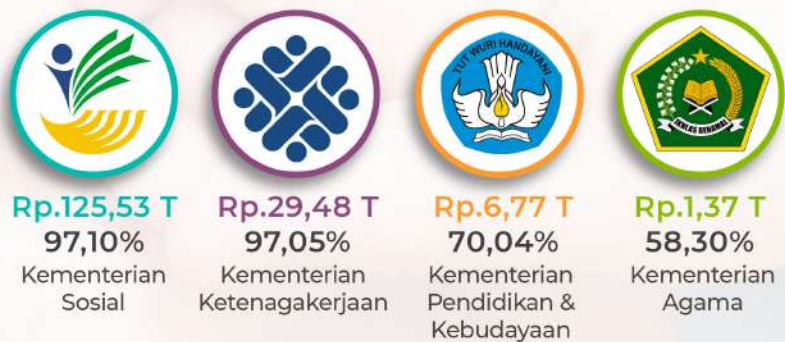 TUT WURI HANDAYANI
IKHLAS BERAMAL
Rp.125,53 T
97,10%
Kementerian
Sosial
Rp.29,48 T
97,05%
Kementerian
Ketenagakerjaan
Rp.6,77 T
70,04%
Kementerian
Pendidikan &
Kebudayaan
Rp.1,37 T
58,30%
Kementerian
Agama